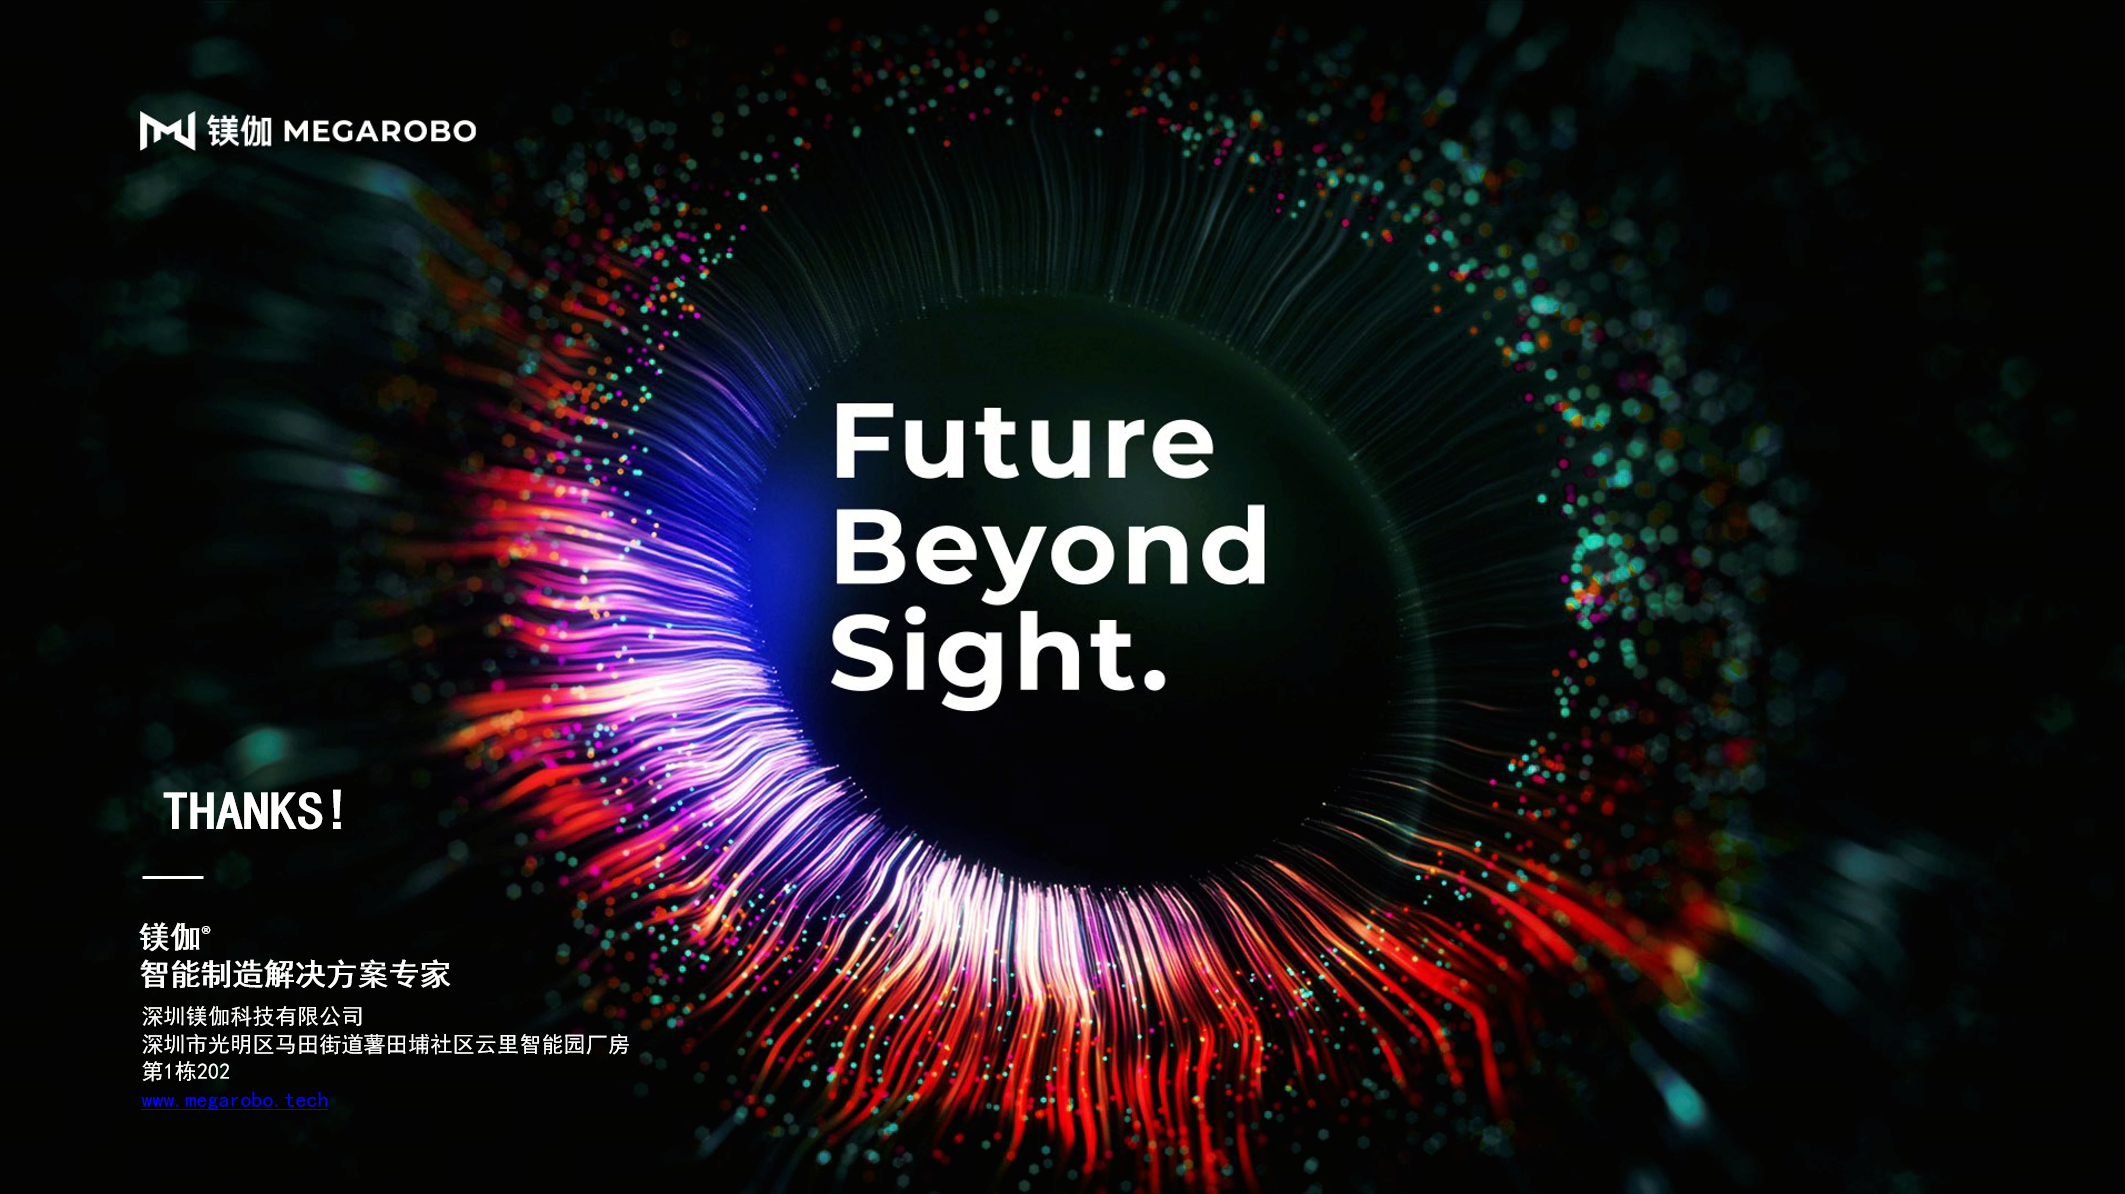 镁伽 MEGAROBO
Future
Beyond
Sight.
THANKS!
镁伽®
智能制造解决方案专家
深圳镁伽科技有限公司
深圳市光明区马田街道薯田埔社区云里智能园厂房
第1栋202
www.megarobo.tech